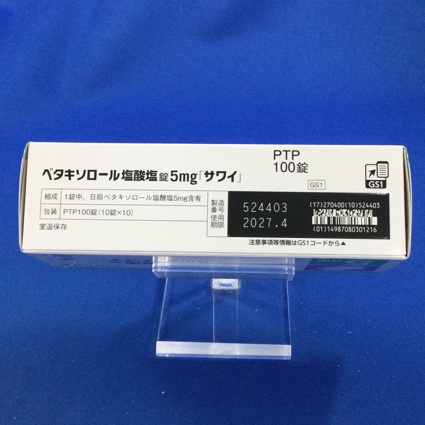 ベタキソロール塩酸塩錠5mg「サワイ」
PTP
100錠
GS1
GS1
組成 1錠中、日局ベタキソロール塩酸塩5mg含有
包装 PTP100錠(10錠×10)
室温保存
製造番号 524403
使用期限 2027.4
(17)270400(10)524403
(01)14987080301216
注意事項等情報はGS1コードから▲